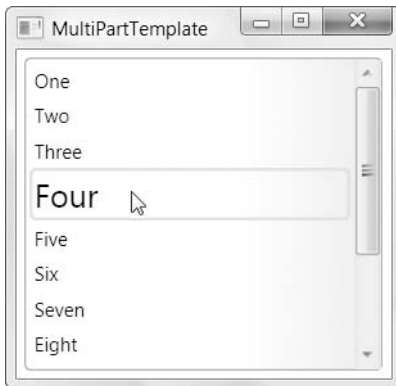 MultiPartTemplate
One
Two
Three
Four
Five
Six
Seven
Eight